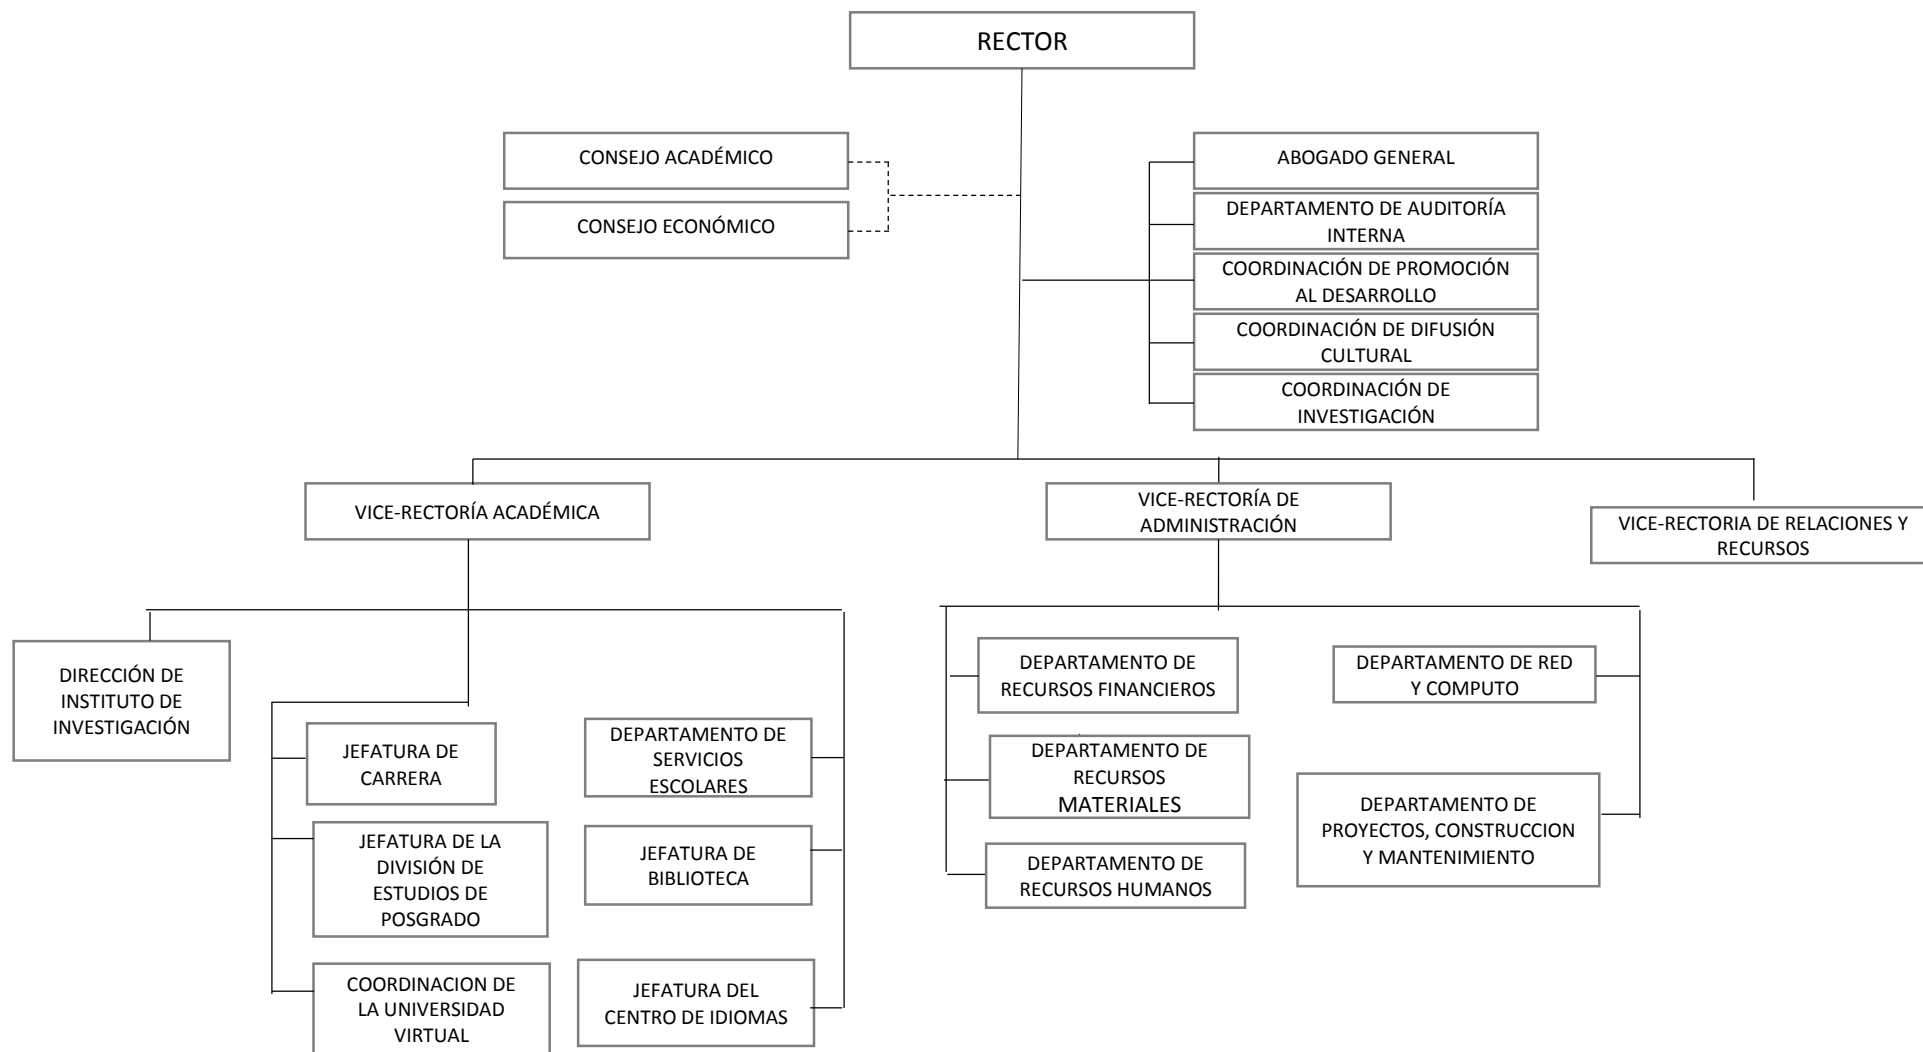 RECTOR
CONSEJO ACADÉMICO
CONSEJO ECONÓMICO
ABOGADO GENERAL
DEPARTAMENTO DE AUDITORÍA
INTERNA
COORDINACIÓN DE PROMOCIÓN
AL DESARROLLO
COORDINACIÓN DE DIFUSIÓN
CULTURAL
COORDINACIÓN DE
INVESTIGACIÓN
VICE-RECTORÍA ACADÉMICA
VICE-RECTORÍA DE
ADMINISTRACIÓN
VICE-RECTORIA DE RELACIONES Y
RECURSOS
DIRECCIÓN DE
INSTITUTO DE
INVESTIGACIÓN
JEFATURA DE
CARRERA
JEFATURA DE LA
DIVISIÓN DE
ESTUDIOS DE
POSGRADO
COORDINACION DE
LA UNIVERSIDAD
VIRTUAL
DEPARTAMENTO DE
SERVICIOS
ESCOLARES
JEFATURA DE
BIBLIOTECA
JEFATURA DEL
CENTRO DE IDIOMAS
DEPARTAMENTO DE
RECURSOS FINANCIEROS
DEPARTAMENTO DE
RECURSOS
MATERIALES
DEPARTAMENTO DE
RECURSOS HUMANOS
DEPARTAMENTO DE RED
Y COMPUTO
DEPARTAMENTO DE
PROYECTOS, CONSTRUCCION
Y MANTENIMIENTO